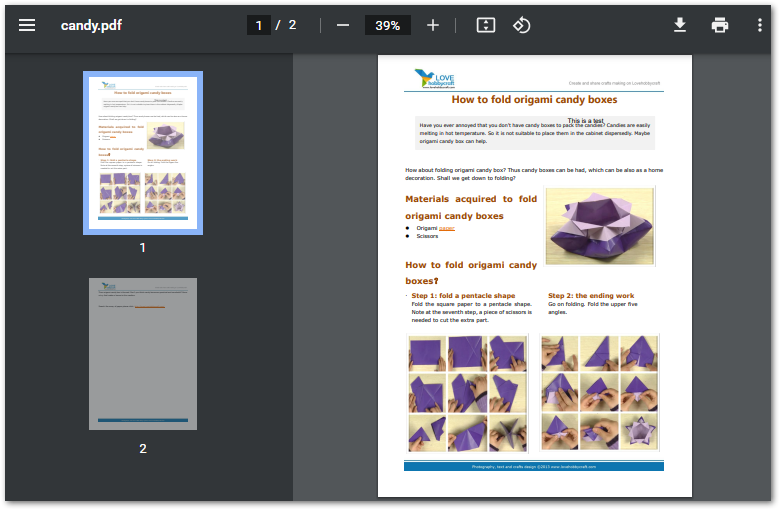 candy.pdf
1 / 2
39%
1
2
LOVE
hobbycraft
www.lovehobbycraft.com
Create and share crafts making on Lovehobbycraft
How to fold origami candy boxes
This is a test
Have you ever annoyed that you don't have candy boxes to pack the candies? Candies are easily
melting in hot temperature. So it is not suitable to place them in the cabinet dispersedly. Maybe
origami candy box can help.
How about folding origami candy box? Thus candy boxes can be had, which can be also as a home
decoration. Shall we get down to folding?
Materials acquired to fold
origami candy boxes
● Origami paper
● Scissors
How to fold origami candy
boxes?
· Step 1: fold a pentacle shape
Fold the square paper to a pentacle shape.
Note at the seventh step, a piece of scissors is
needed to cut the extra part.
Step 2: the ending work
Go on folding. Fold the upper five
angles.
Photography, text and crafts design ©2012 www.lovehobbycraft.com